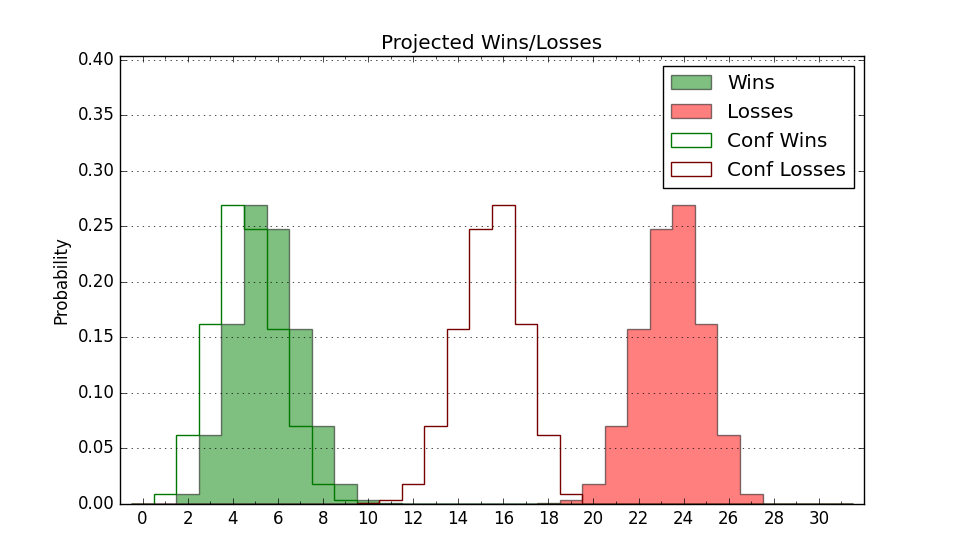 Projected Wins/Losses
0.40
0.35
0.30
0.25
0.20
0.15
0.10
0.05
0.00
Probability
Wins
Losses
Conf Wins
Conf Losses
0 2 4 6 8 10 12 14 16 18 20 22 24 26 28 30